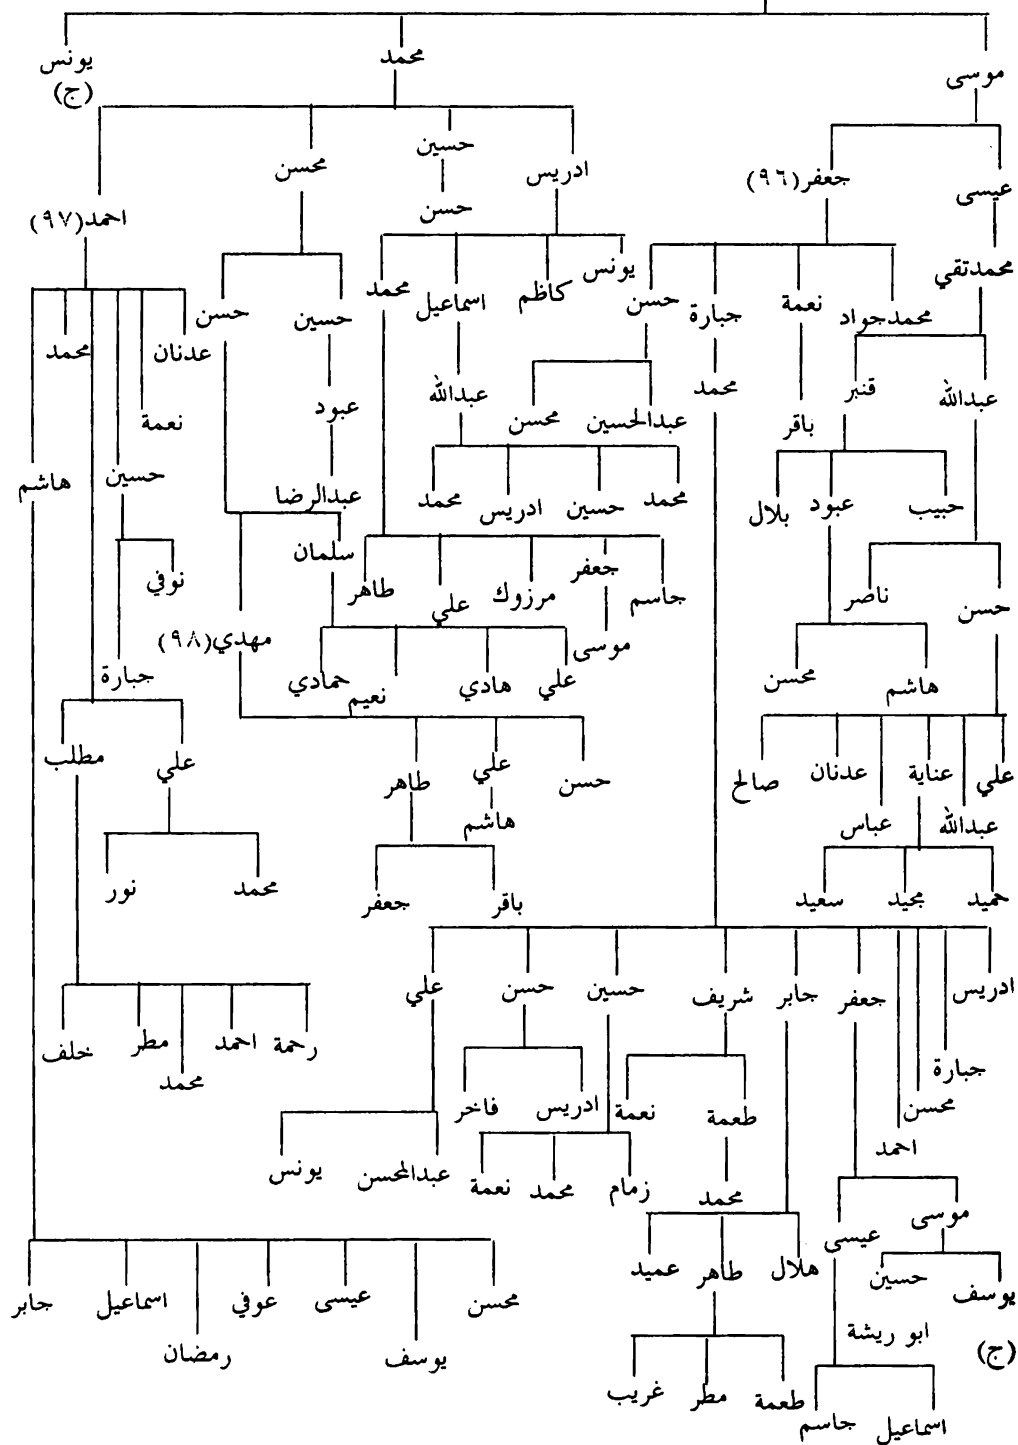 موسى محمد يونس
(ج)
عيسى جعفر(٩٦) ادريس حسين محسن احمد(٩٧)
حسن
محمدتقي
محمدجواد نعمة جبارة حسن
يونس كاظم اسماعيل محمد
حسين حسن
عدنان نعمة حسين محمد هاشم
عبدالله قنبر
باقر
محمد
عبدالحسين محسن
عبدالله
عبود
حبيب عبود بلال
محمد حسين ادريس محمد
عبدالرضا
سلمان
مهدي(٩٨)
نوفي
جبارة
حسن ناصر
جاسم جعفر مرزوك علي طاهر
موسى
هاشم محسن
علي هادي نعيم حمادي
علي مطلب
علي عبدالله عناية عباس عدنان صالح
حسن علي طاهر
هاشم
حميد مجيد سعيد
باقر جعفر
محمد نور
ادريس جبارة محسن احمد جعفر جابر شريف حسين حسن علي
رحمة احمد محمد مطر خلف
طعمة نعمة
ادريس فاخر
زمام محمد نعمة
عبدالمحسن يونس
محمد
موسى عيسى
يوسف حسين
هلال طاهر عميد
محسن يوسف عيسى عوفي رمضان اسماعيل جابر
ابو ريشة
(ج)
طعمة مطر غريب
اسماعيل جاسم